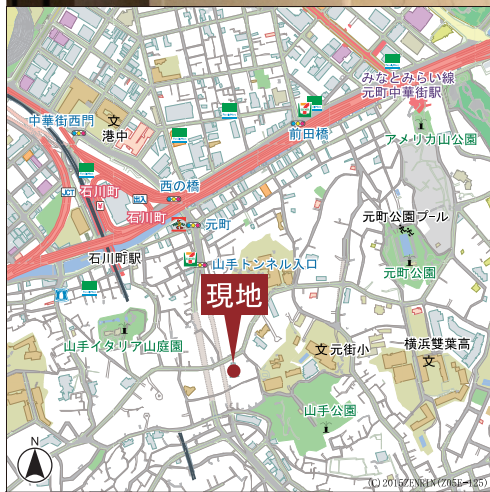 みなとみらい線
元町中華街駅
中華街西門
文
港中
前田橋
アメリカ山公園
JCT
石川町
出入
西の橋
石川町
元町
元町公園プール
石川町駅
山手トンネル入口
元町公園
現地
山手イタリア山庭園
文元街小
横浜雙葉高
文
山手公園
N
(C)2015ZENRIN(Z05E-125)